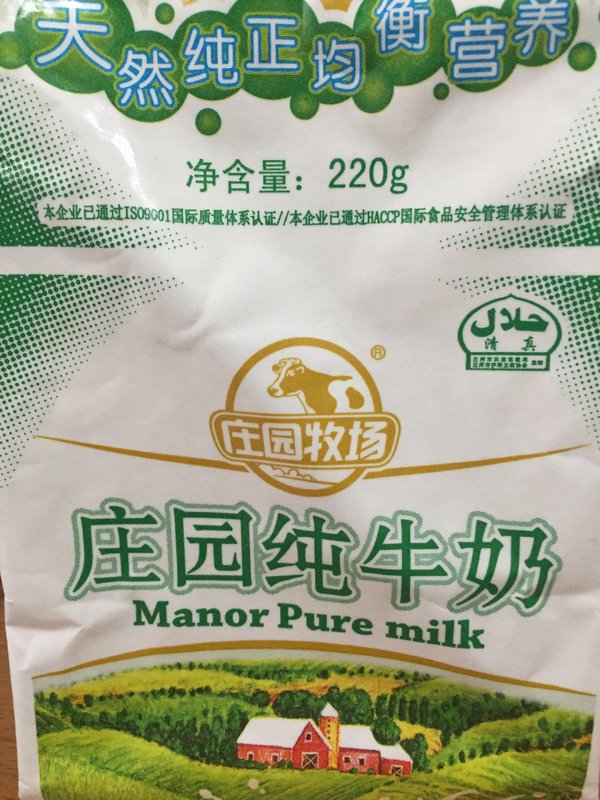 天然纯正均衡营养
净含量：220g
本企业已通过ISO9001国际质量体系认证//本企业已通过HACCP国际食品安全管理体系认证
حلال
清真
®
庄园牧场
庄园纯牛奶
Manor Pure milk